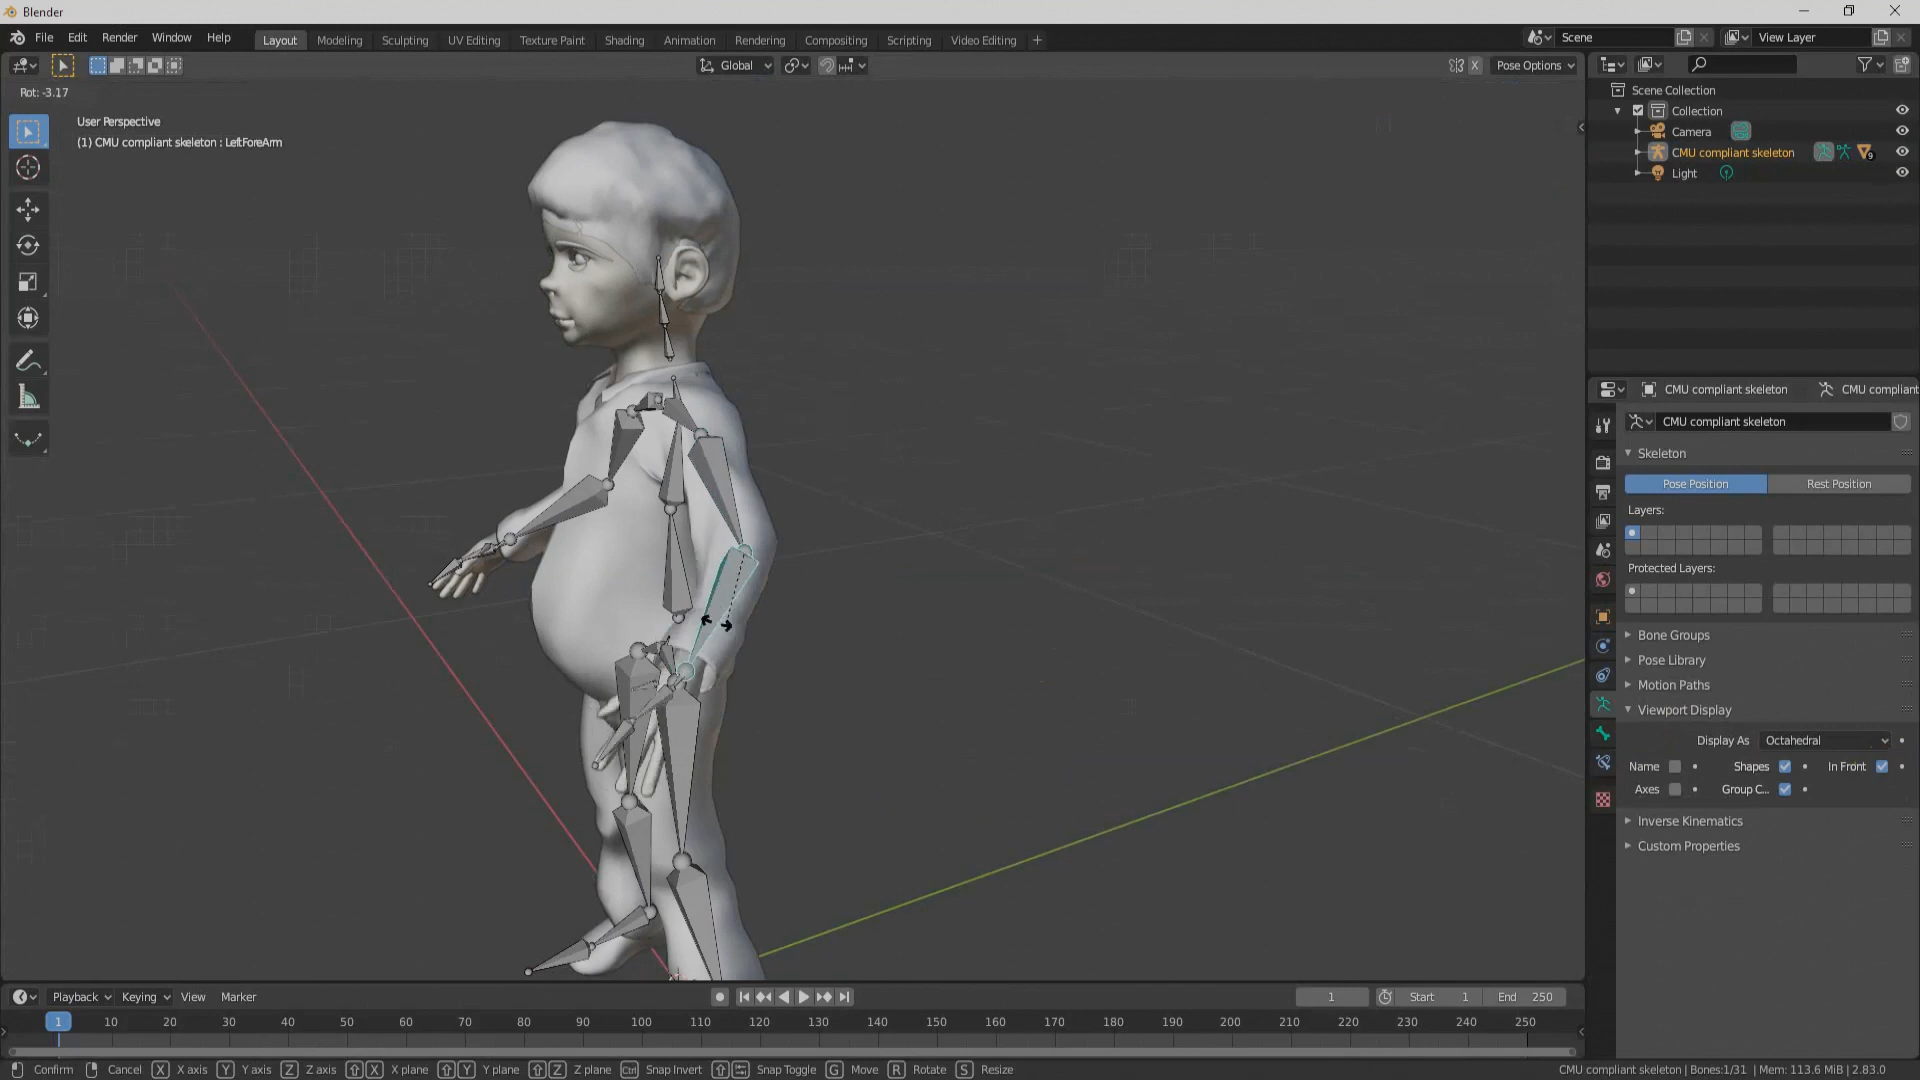 Blender
File Edit Render Window Help Layout Modeling Sculpting UV Editing Texture Paint Shading Animation Rendering Compositing Scripting Video Editing + Scene View Layer
Global Pose Options
Rot: -3.17
User Perspective
(1) CMU compliant skeleton : LeftForeArm
Scene Collection
Collection
Camera
CMU compliant skeleton 9
Light
CMU compliant skeleton CMU compliant
CMU compliant skeleton
Skeleton
Pose Position Rest Position
Layers:
Protected Layers:
Bone Groups
Pose Library
Motion Paths
Viewport Display
Display As Octahedral
Name Shapes In Front
Axes Group C...
Inverse Kinematics
Custom Properties
Playback Keying View Marker 1 Start 1 End 250
1 10 20 30 40 50 60 70 80 90 100 110 120 130 140 150 160 170 180 190 200 210 220 230 240 250
Confirm Cancel X X axis Y Y axis Z Z axis X X plane Y Y plane Z Z plane Ctrl Snap Invert Snap Toggle G Move R Rotate S Resize CMU compliant skeleton | Bones:1/31 | Mem: 113.6 MiB | 2.83.0